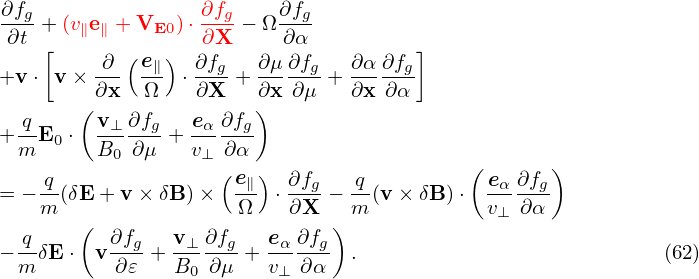 ∂f_g/∂t + (v_∥ e_∥ + V_E0) · ∂f_g/∂X − Ω ∂f_g/∂α
+v · [v × ∂/∂x (e_∥/Ω) · ∂f_g/∂X + ∂μ/∂x ∂f_g/∂μ + ∂α/∂x ∂f_g/∂α]
+ q/m E_0 · (v_⊥/B_0 ∂f_g/∂μ + e_α/v_⊥ ∂f_g/∂α)
= − q/m (δE + v × δB) × (e_∥/Ω) · ∂f_g/∂X − q/m (v × δB) · (e_α/v_⊥ ∂f_g/∂α)
− q/m δE · (v ∂f_g/∂ε + v_⊥/B_0 ∂f_g/∂μ + e_α/v_⊥ ∂f_g/∂α) . (62)